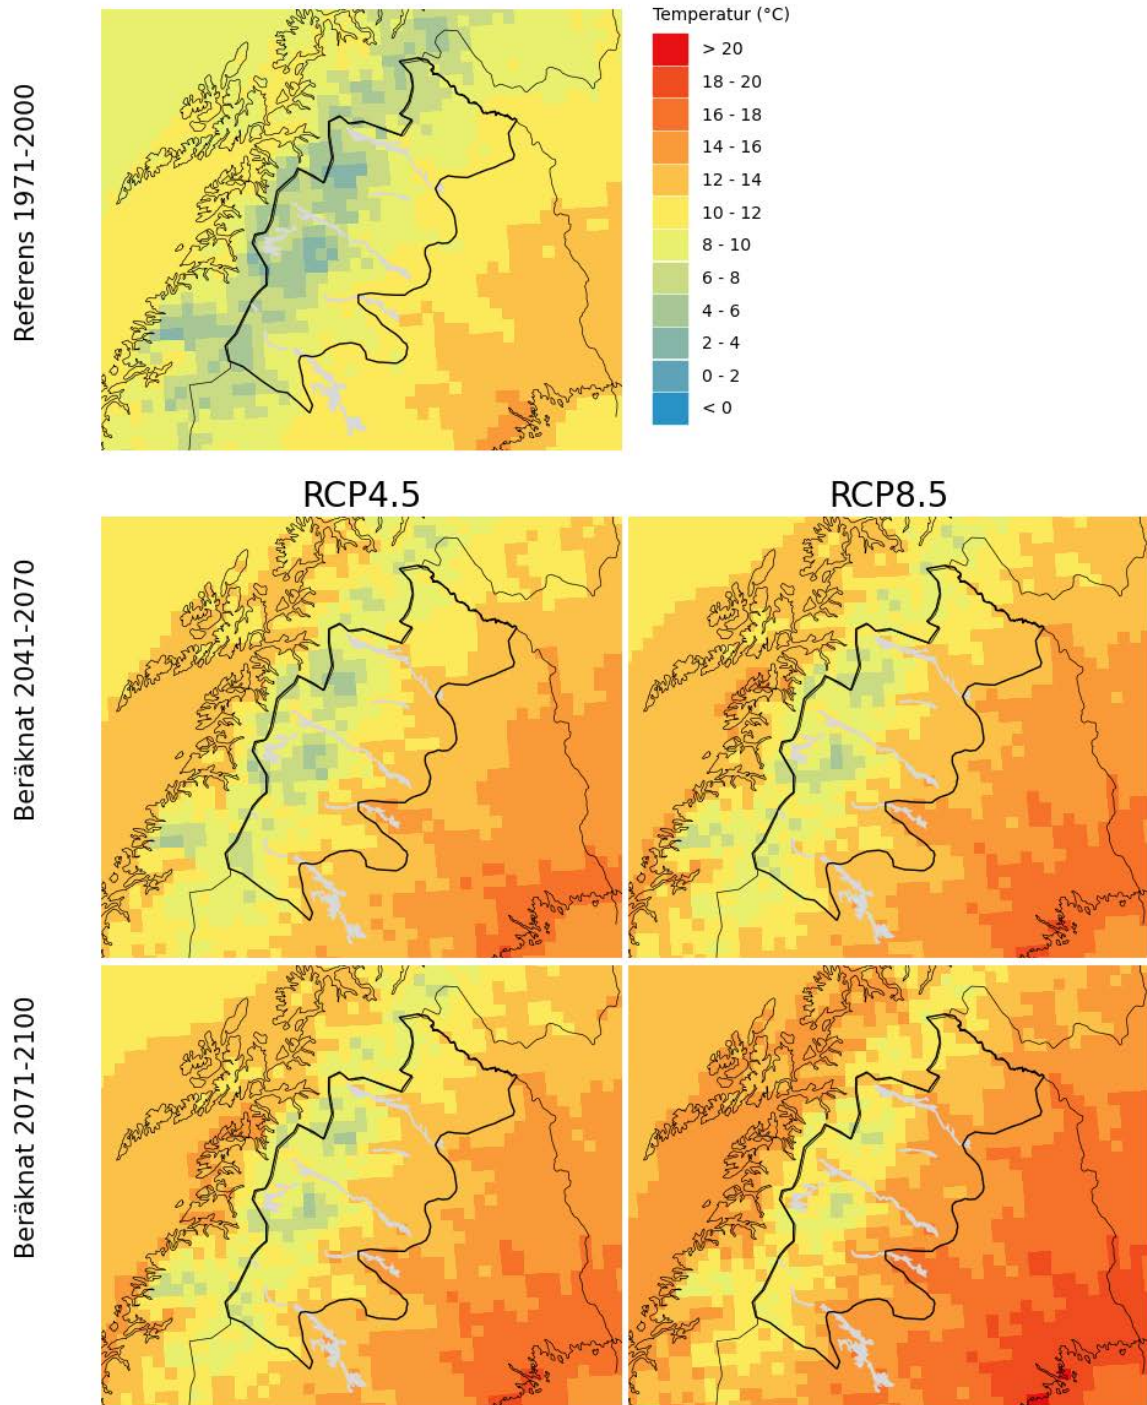 Referens 1971-2000
Temperatur (°C)
> 20
18 - 20
16 - 18
14 - 16
12 - 14
10 - 12
8 - 10
6 - 8
4 - 6
2 - 4
0 - 2
< 0
RCP4.5
RCP8.5
Beräknat 2041-2070
Beräknat 2071-2100